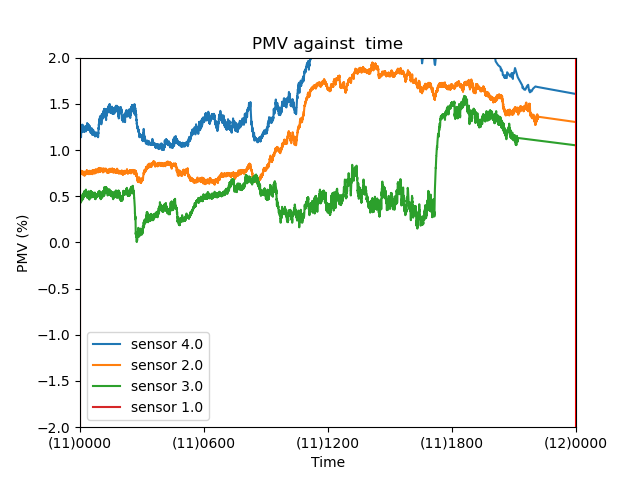 PMV against  time
2.0
1.5
1.0
0.5
0.0
−0.5
−1.0
−1.5
−2.0
PMV (%)
sensor 4.0
sensor 2.0
sensor 3.0
sensor 1.0
(11)0000 (11)0600 (11)1200 (11)1800 (12)0000
Time